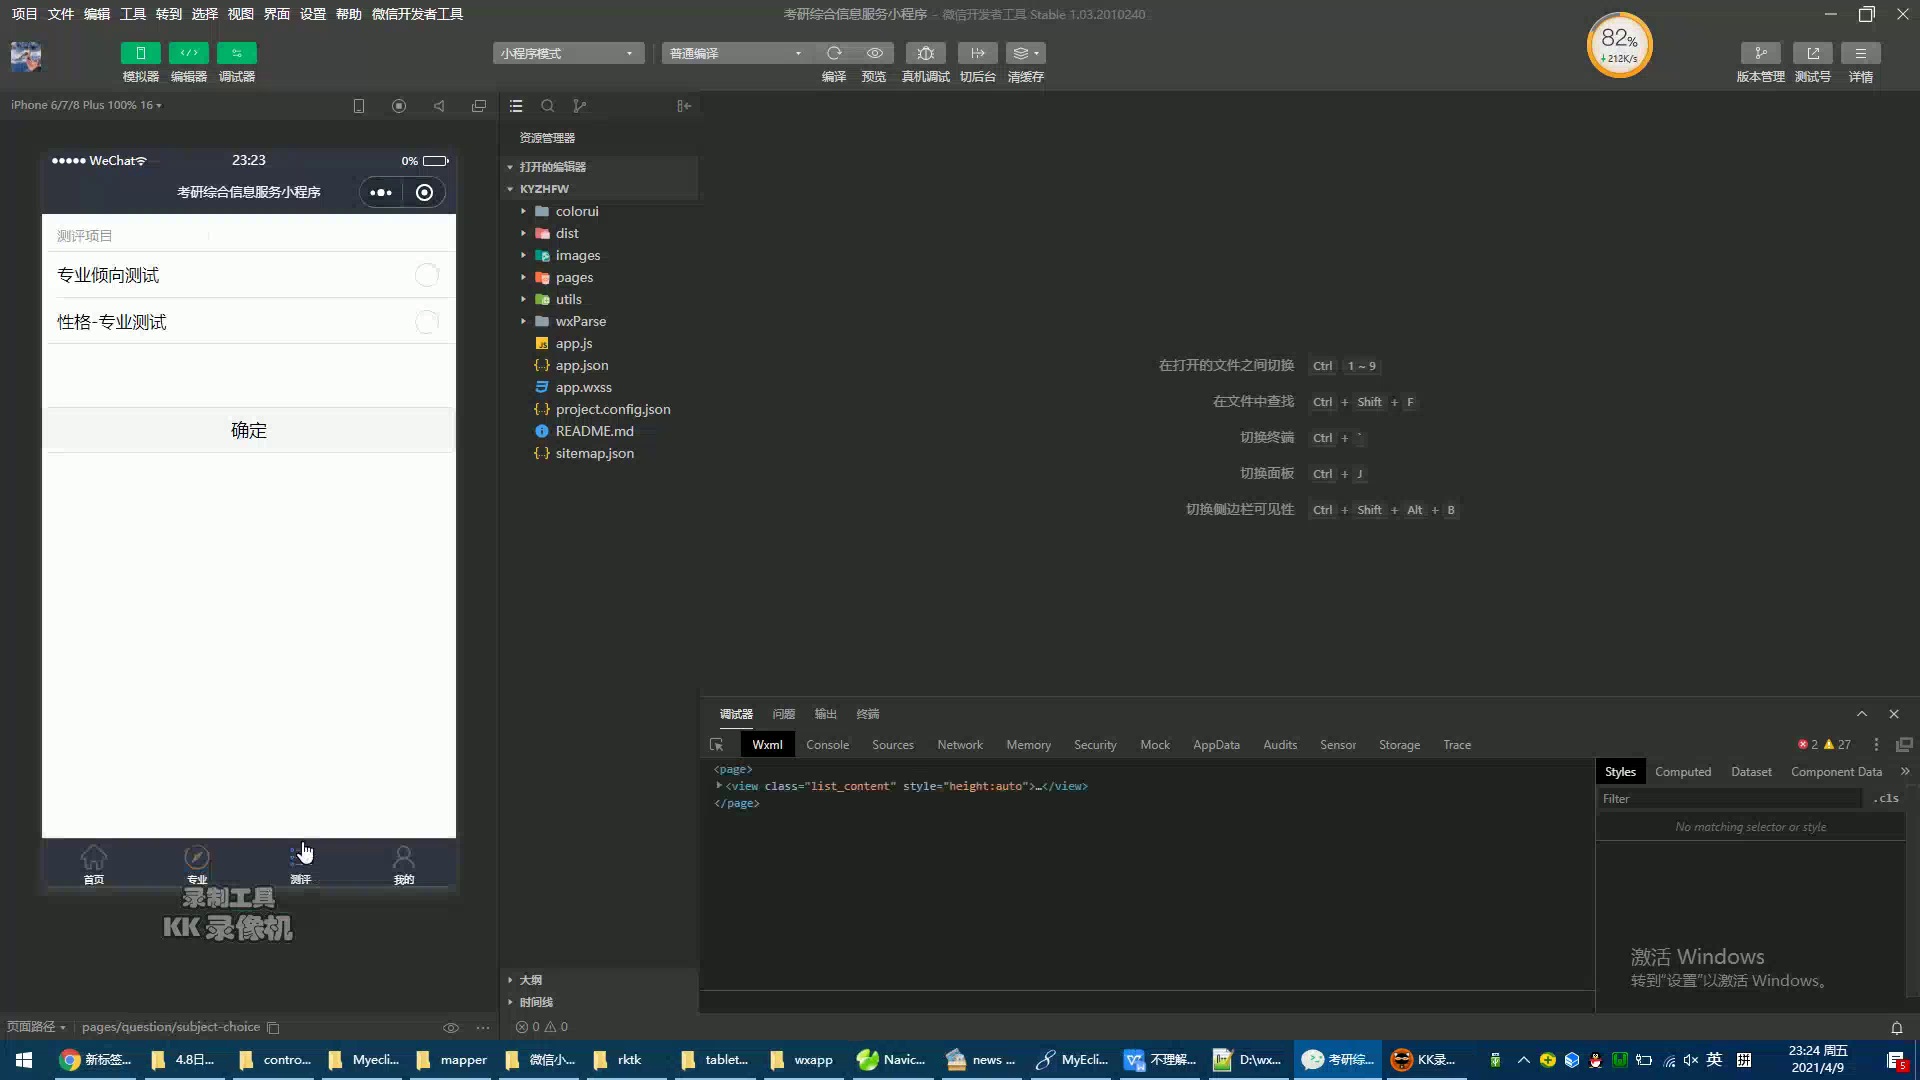 项目 文件 编辑 工具 转到 选择 视图 界面 设置 帮助 微信开发者工具
考研综合信息服务小程序 - 微信开发者工具 Stable 1.03.2010240
82%
212K/s
小程序模式
普通编译
模拟器 编辑器 调试器
编译 预览 真机调试 切后台 清缓存
版本管理 测试号 详情
iPhone 6/7/8 Plus 100% 16
WeChat
23:23
0%
考研综合信息服务小程序
测评项目
专业倾向测试
性格-专业测试
确定
首页 专业 测评 我的
录制工具
KK 录像机
页面路径
pages/question/subject-choice
资源管理器
打开的编辑器
KYZHFW
colorui
dist
images
pages
utils
wxParse
app.js
app.json
app.wxss
project.config.json
README.md
sitemap.json
大纲
时间线
0 0
在打开的文件之间切换 Ctrl 1 ~ 9
在文件中查找 Ctrl + Shift + F
切换终端 Ctrl + `
切换面板 Ctrl + J
切换侧边栏可见性 Ctrl + Shift + Alt + B
调试器 问题 输出 终端
Wxml Console Sources Network Memory Security Mock AppData Audits Sensor Storage Trace
2 27
<page>
<view class="list_content" style="height:auto">…</view>
</page>
Styles Computed Dataset Component Data
Filter
.cls
No matching selector or style
激活 Windows
转到“设置”以激活 Windows。
新标签... 4.8日... contro... Myecli... mapper 微信小... rktk tablet... wxapp Navic... news ... MyEcli... 不理解... D:\wx... 考研综... KK录...
英 拼
23:24 周五
2021/4/9
5